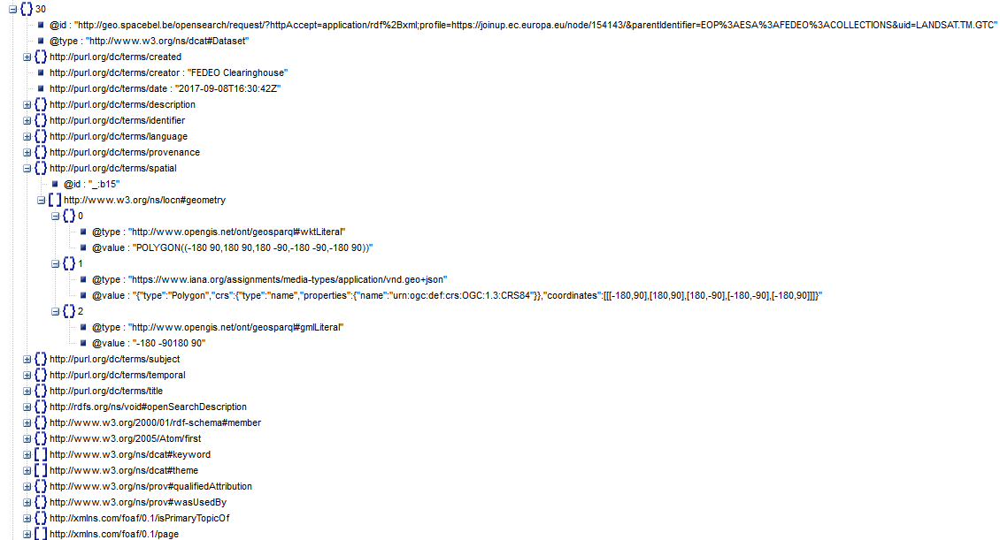 30
@id : "http://geo.spacebel.be/opensearch/request/?httpAccept=application/rdf%2Bxml;profile=https://joinup.ec.europa.eu/node/154143/&parentIdentifier=EOP%3AESA%3AFEDEO%3ACOLLECTIONS&uid=LANDSAT.TM.GTC"
@type : "http://www.w3.org/ns/dcat#Dataset"
http://purl.org/dc/terms/created
http://purl.org/dc/terms/creator : "FEDEO Clearinghouse"
http://purl.org/dc/terms/date : "2017-09-08T16:30:42Z"
http://purl.org/dc/terms/description
http://purl.org/dc/terms/identifier
http://purl.org/dc/terms/language
http://purl.org/dc/terms/provenance
http://purl.org/dc/terms/spatial
@id : "_:b15"
http://www.w3.org/ns/locn#geometry
0
@type : "http://www.opengis.net/ont/geosparql#wktLiteral"
@value : "POLYGON((-180 90,180 90,180 -90,-180 -90,-180 90))"
1
@type : "https://www.iana.org/assignments/media-types/application/vnd.geo+json"
@value : "{"type":"Polygon","crs":{"type":"name","properties":{"name":"urn:ogc:def:crs:OGC:1.3:CRS84"}},"coordinates":[[[-180,90],[180,90],[180,-90],[-180,-90],[-180,90]]]}"
2
@type : "http://www.opengis.net/ont/geosparql#gmlLiteral"
@value : "-180 -90180 90"
http://purl.org/dc/terms/subject
http://purl.org/dc/terms/temporal
http://purl.org/dc/terms/title
http://rdfs.org/ns/void#openSearchDescription
http://www.w3.org/2000/01/rdf-schema#member
http://www.w3.org/2005/Atom/first
http://www.w3.org/ns/dcat#keyword
http://www.w3.org/ns/dcat#theme
http://www.w3.org/ns/prov#qualifiedAttribution
http://www.w3.org/ns/prov#wasUsedBy
http://xmlns.com/foaf/0.1/isPrimaryTopicOf
http://xmlns.com/foaf/0.1/page